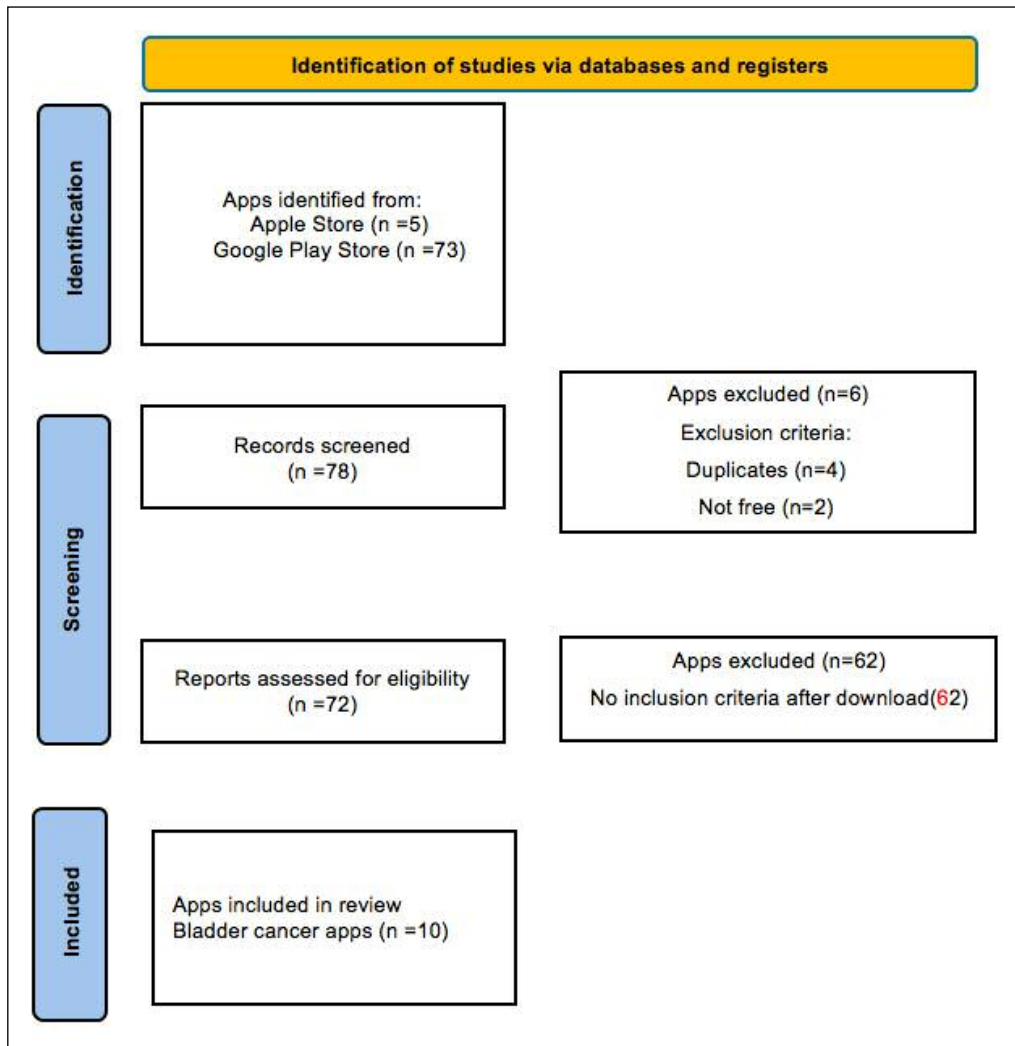 Identification of studies via databases and registers
Identification
Apps identified from:
Apple Store (n =5)
Google Play Store (n =73)
Screening
Records screened
(n =78)
Apps excluded (n=6)
Exclusion criteria:
Duplicates (n=4)
Not free (n=2)
Reports assessed for eligibility
(n =72)
Apps excluded (n=62)
No inclusion criteria after download(62)
Included
Apps included in review
Bladder cancer apps (n =10)